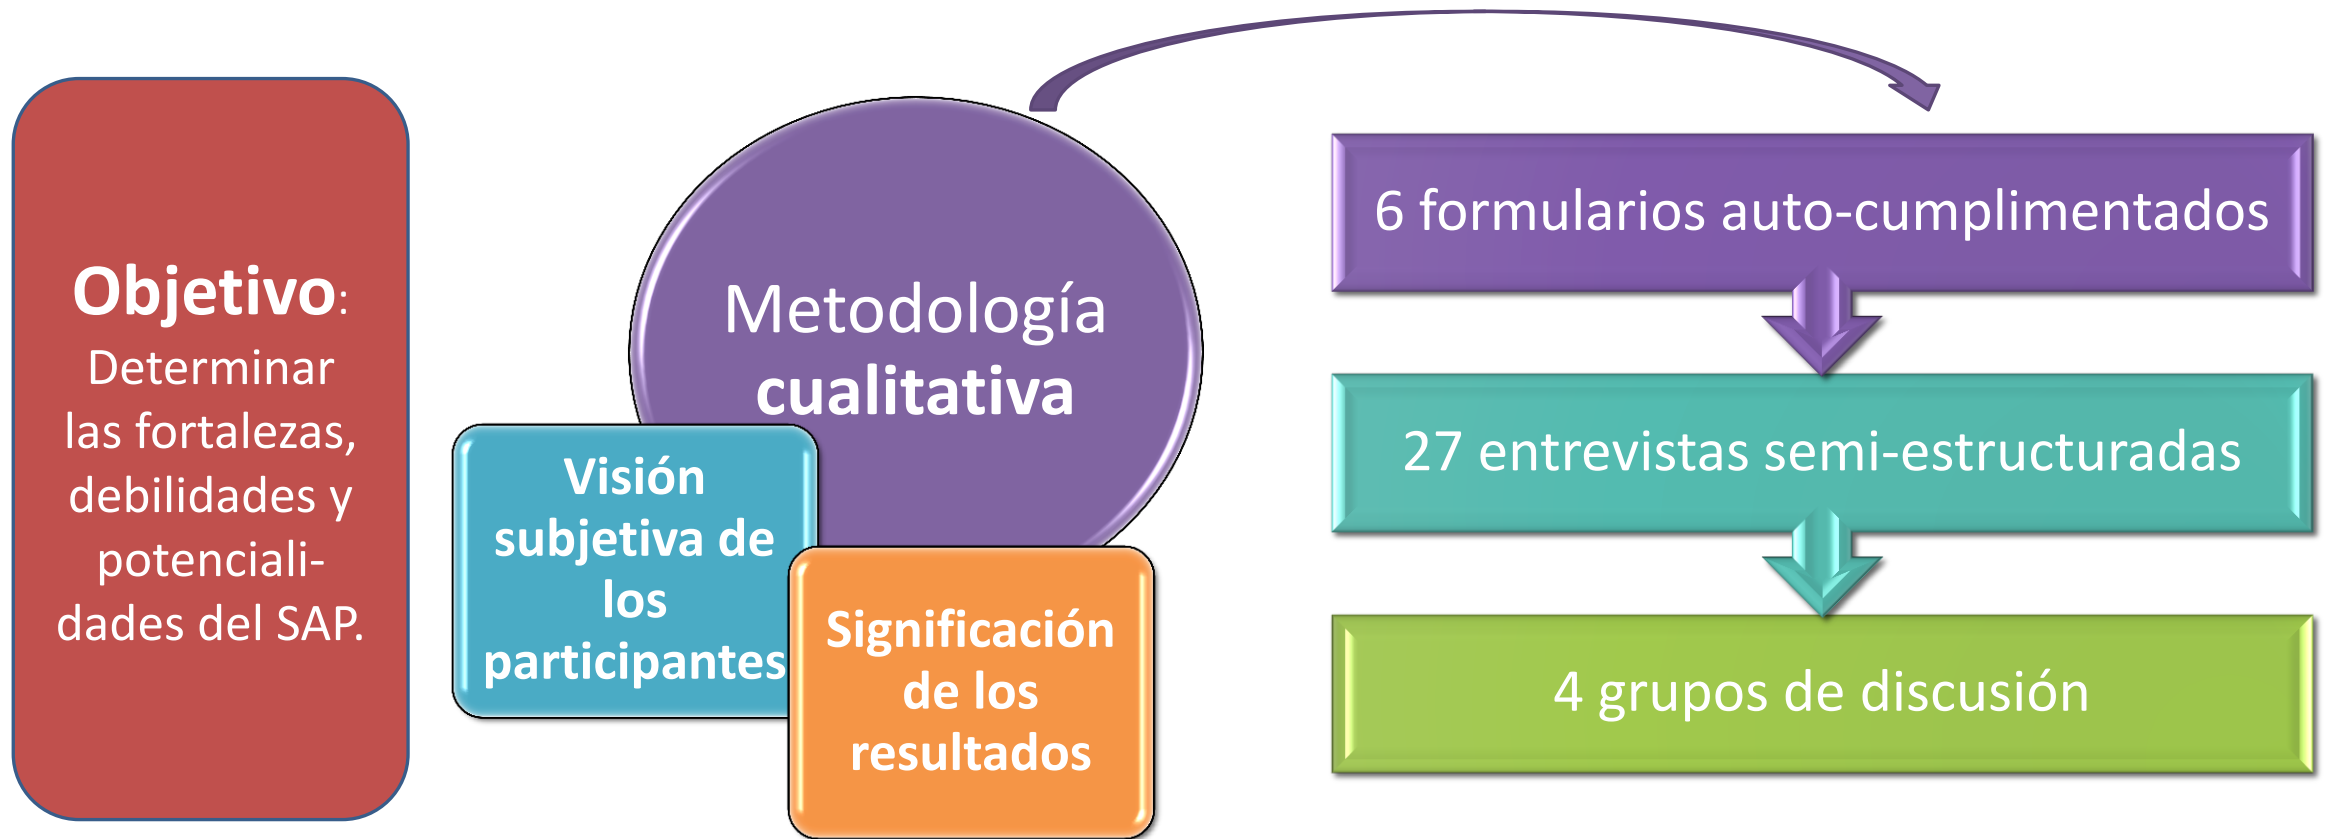 Objetivo:
Determinar
las fortalezas,
debilidades y
potenciali-
dades del SAP.
Metodología
cualitativa
Visión
subjetiva de
los
participantes
Significación
de los
resultados
6 formularios auto-cumplimentados
27 entrevistas semi-estructuradas
4 grupos de discusión